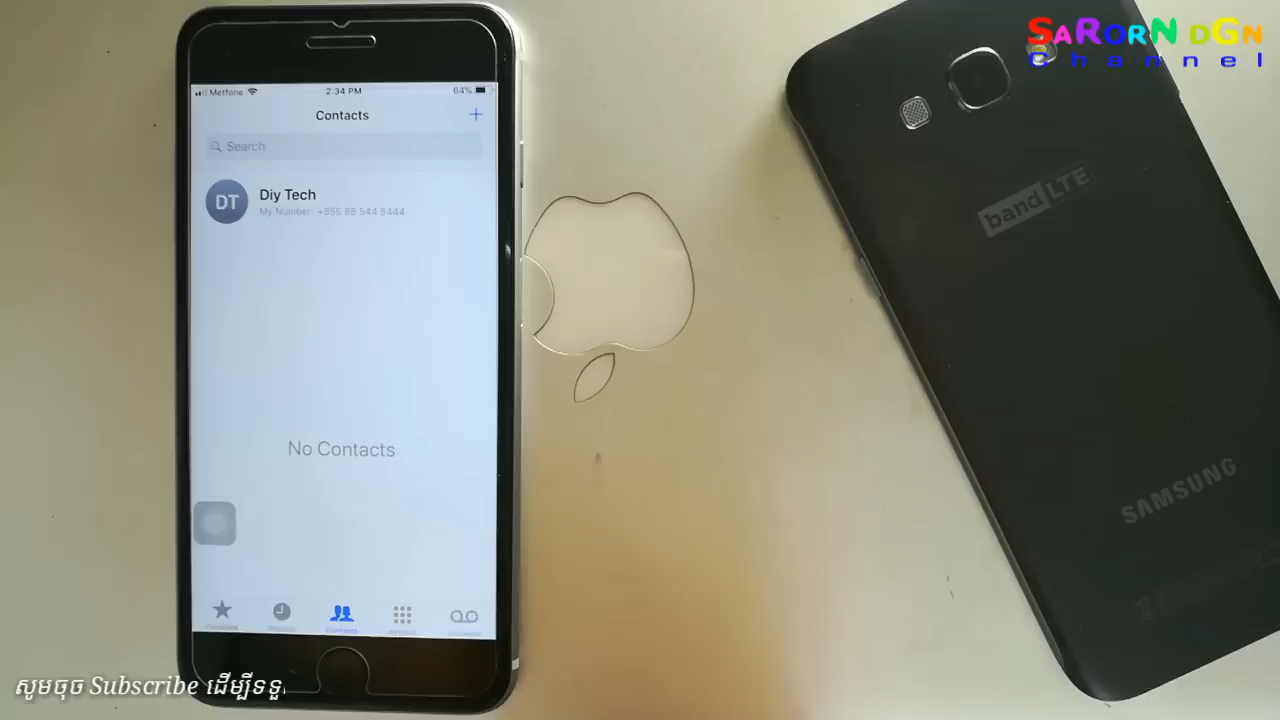 SaRorN DGN
Channel
Metfone
2:34 PM
64%
Contacts
+
Search
DT
Diy Tech
My Number: +855 88 544 8444
No Contacts
Contacts
band LTE
SAMSUNG
សូមចុច Subscribe ដើម្បីទទួ